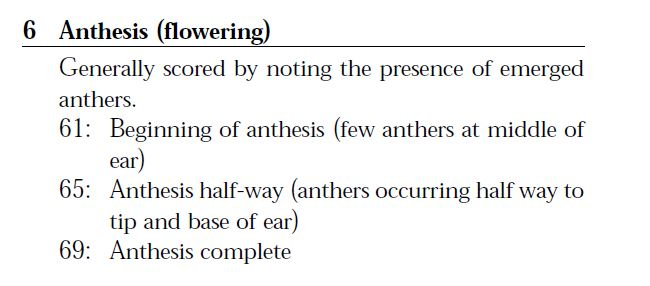 6 Anthesis (flowering)
Generally scored by noting the presence of emerged
anthers.
61: Beginning of anthesis (few anthers at middle of
ear)
65: Anthesis half-way (anthers occurring half way to
tip and base of ear)
69: Anthesis complete